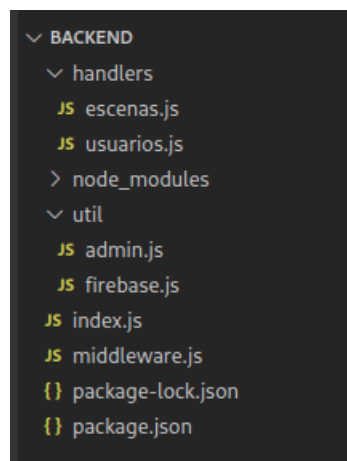 BACKEND
handlers
JS escenas.js
JS usuarios.js
node_modules
util
JS admin.js
JS firebase.js
JS index.js
JS middleware.js
{} package-lock.json
{} package.json